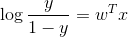 log y/(1 − y) = w^T x